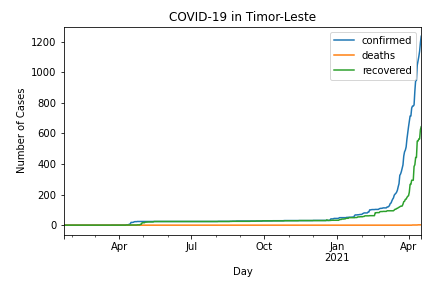 COVID-19 in Timor-Leste
confirmed
deaths
recovered
Number of Cases
1200
1000
800
600
400
200
0
Apr
Jul
Oct
Jan
2021
Apr
Day